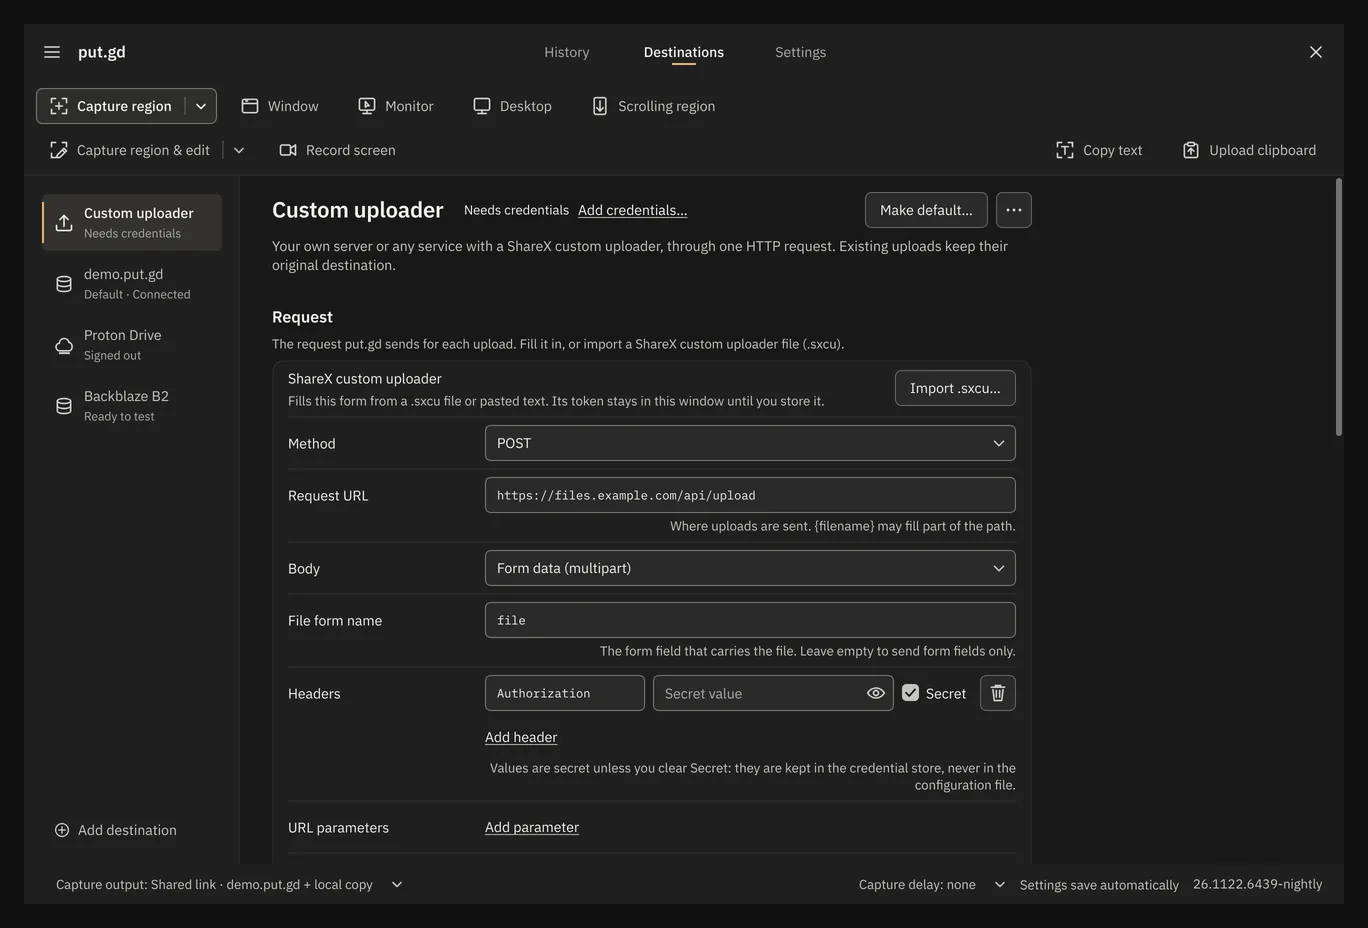 put.gd
History
Destinations
Settings
Capture region
Window
Monitor
Desktop
Scrolling region
Capture region & edit
Record screen
Copy text
Upload clipboard
Custom uploader
Needs credentials
demo.put.gd
Default · Connected
Proton Drive
Signed out
Backblaze B2
Ready to test
Add destination
Custom uploader
Needs credentials
Add credentials...
Make default...
Your own server or any service with a ShareX custom uploader, through one HTTP request. Existing uploads keep their
original destination.
Request
The request put.gd sends for each upload. Fill it in, or import a ShareX custom uploader file (.sxcu).
ShareX custom uploader
Fills this form from a .sxcu file or pasted text. Its token stays in this window until you store it.
Import .sxcu...
Method
POST
Request URL
https://files.example.com/api/upload
Where uploads are sent. {filename} may fill part of the path.
Body
Form data (multipart)
File form name
file
The form field that carries the file. Leave empty to send form fields only.
Headers
Authorization
Secret value
Secret
Add header
Values are secret unless you clear Secret: they are kept in the credential store, never in the
configuration file.
URL parameters
Add parameter
Capture output: Shared link · demo.put.gd + local copy
Capture delay: none
Settings save automatically
26.1122.6439-nightly